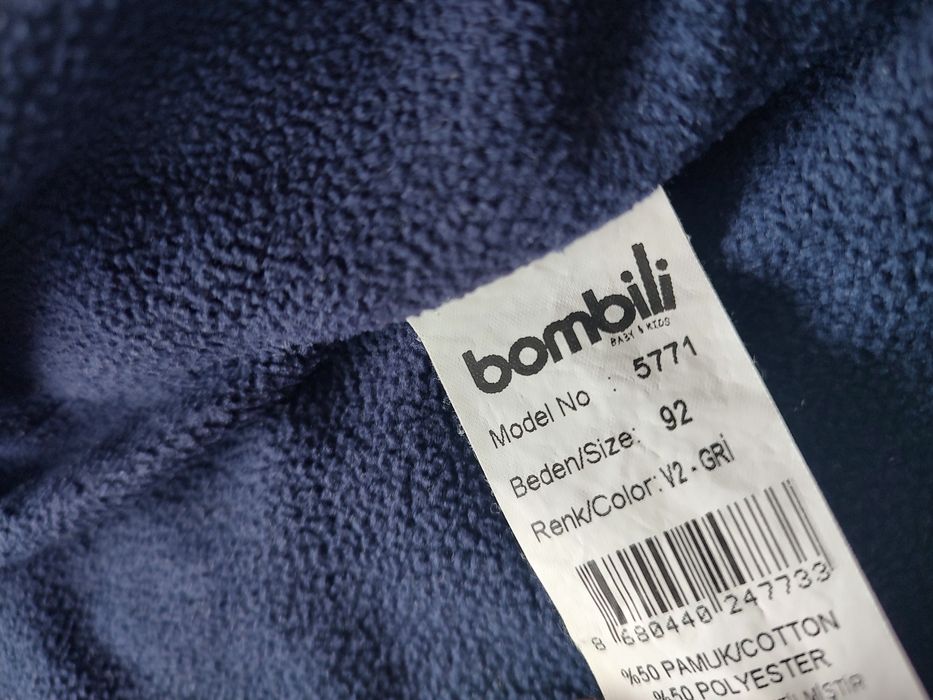 bombili
BABY & KIDS
Model No : 5771
Beden/Size: 92
Renk/Color: V2 - GRİ
8 680440 247733
%50 PAMUK/COTTON
%50 POLYESTER